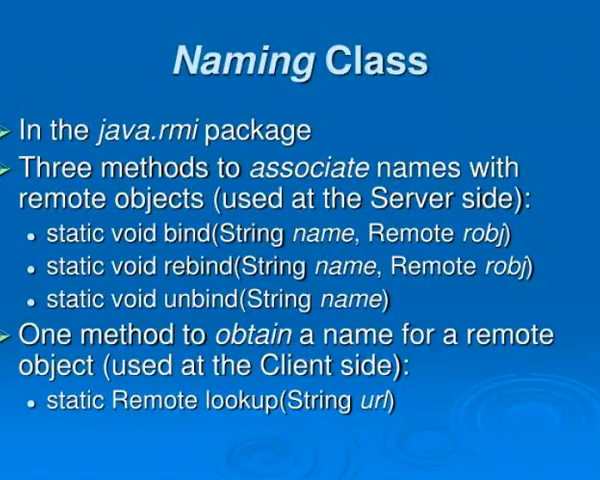 Naming Class
In the java.rmi package
Three methods to associate names with
remote objects (used at the Server side):
static void bind(String name, Remote robj)
static void rebind(String name, Remote robj)
static void unbind(String name)
One method to obtain a name for a remote
object (used at the Client side):
static Remote lookup(String url)